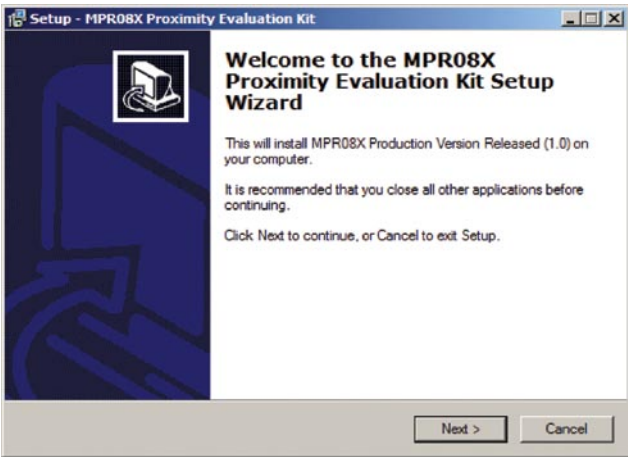 Setup - MPR08X Proximity Evaluation Kit
Welcome to the MPR08X
Proximity Evaluation Kit Setup
Wizard
This will install MPR08X Production Version Released (1.0) on
your computer.
It is recommended that you close all other applications before
continuing.
Click Next to continue, or Cancel to exit Setup.
Next >
Cancel